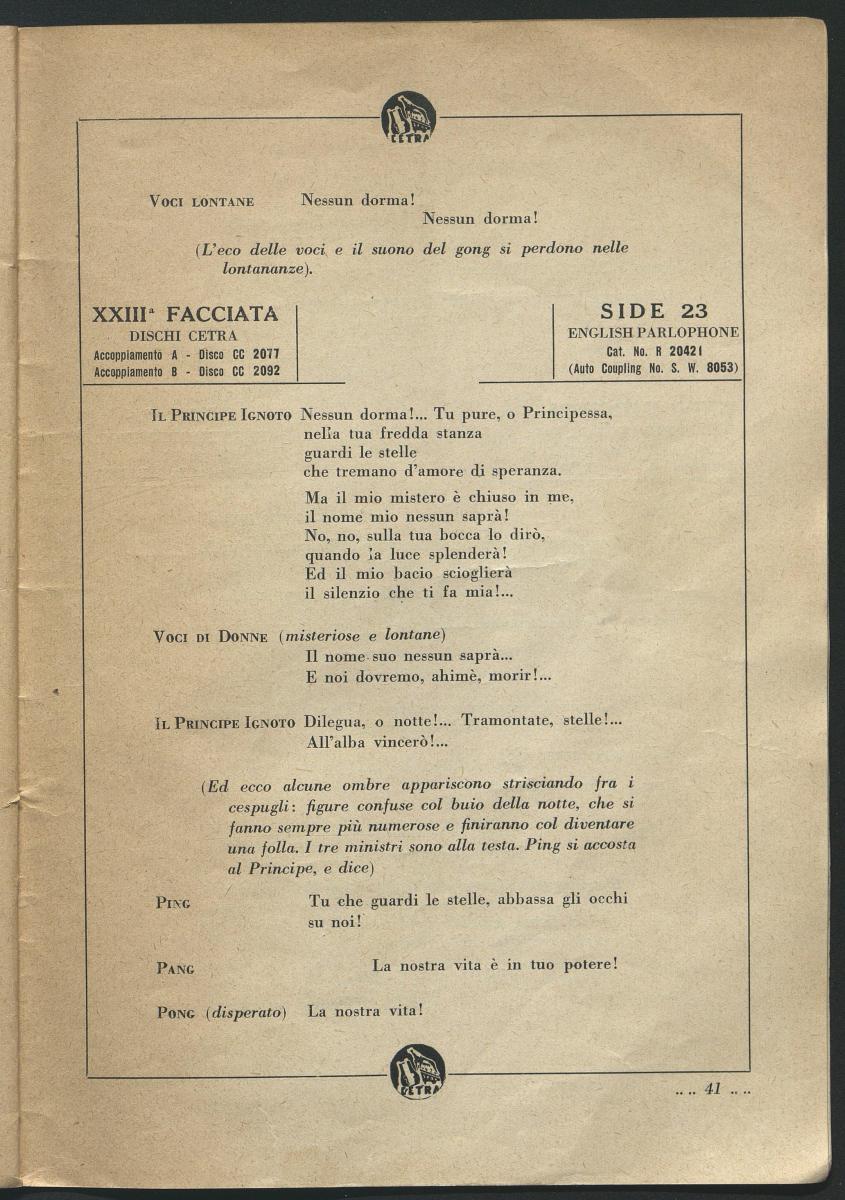 CETRA
VOCI LONTANE Nessun dorma!
Nessun dorma!
(L'eco delle voci e il suono del gong si perdono nelle
lontananze).
XXIIIª FACCIATA
DISCHI CETRA
Accoppiamento A - Disco CC 2077
Accoppiamento B - Disco CC 2092
SIDE 23
ENGLISH PARLOPHONE
Cat. No. R 20421
(Auto Coupling No. S. W. 8053)
IL PRINCIPE IGNOTO Nessun dorma!... Tu pure, o Principessa,
nella tua fredda stanza
guardi le stelle
che tremano d'amore di speranza.
Ma il mio mistero è chiuso in me,
il nome mio nessun saprà!
No, no, sulla tua bocca lo dirò,
quando la luce splenderà!
Ed il mio bacio scioglierà
il silenzio che ti fa mia!...
VOCI DI DONNE (misteriose e lontane)
Il nome suo nessun saprà...
E noi dovremo, ahimè, morir!...
IL PRINCIPE IGNOTO Dilegua, o notte!... Tramontate, stelle!...
All'alba vincerò!...
(Ed ecco alcune ombre appariscono strisciando fra i
cespugli: figure confuse col buio della notte, che si
fanno sempre più numerose e finiranno col diventare
una folla. I tre ministri sono alla testa. Ping si accosta
al Principe, e dice)
PING Tu che guardi le stelle, abbassa gli occhi
su noi!
PANG La nostra vita è in tuo potere!
PONG (disperato) La nostra vita!
CETRA
.. .. 41 .. ..